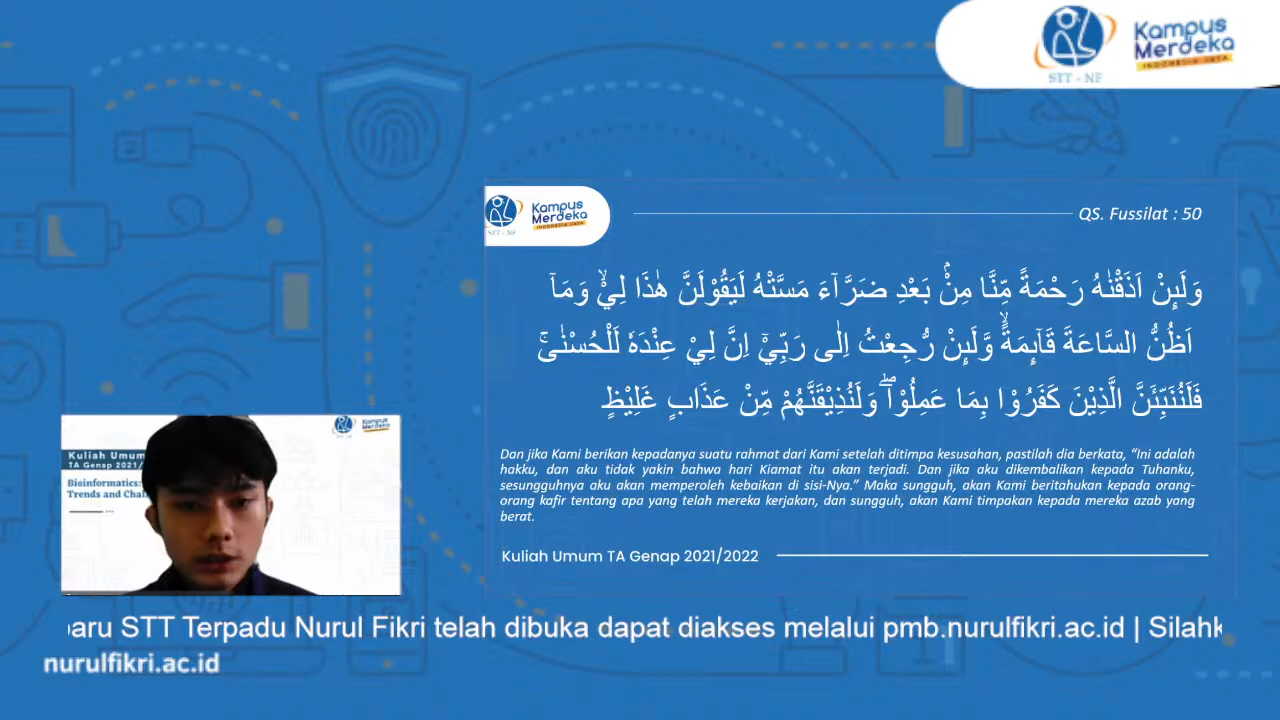 STT - NF
Kampus
Merdeka
INDONESIA JAYA
STT - NF
Kampus
Merdeka
INDONESIA JAYA
QS. Fussilat : 50
وَلَىِٕنْ اَذَقْنٰهُ رَحْمَةً مِّنَّا مِنْۢ بَعْدِ ضَرَّاۤءَ مَسَّتْهُ لَيَقُوْلَنَّ هٰذَا لِيْۙ وَمَآ
اَظُنُّ السَّاعَةَ قَاۤىِٕمَةًۙ وَّلَىِٕنْ رُّجِعْتُ اِلٰى رَبِّيْٓ اِنَّ لِيْ عِنْدَهٗ لَلْحُسْنٰىۚ
فَلَنُنَبِّئَنَّ الَّذِيْنَ كَفَرُوْا بِمَا عَمِلُوْاۖ وَلَنُذِيْقَنَّهُمْ مِّنْ عَذَابٍ غَلِيْظٍ
Dan jika Kami berikan kepadanya suatu rahmat dari Kami setelah ditimpa kesusahan, pastilah dia berkata, “Ini adalah
hakku, dan aku tidak yakin bahwa hari Kiamat itu akan terjadi. Dan jika aku dikembalikan kepada Tuhanku,
sesungguhnya aku akan memperoleh kebaikan di sisi-Nya.” Maka sungguh, akan Kami beritahukan kepada orang-
orang kafir tentang apa yang telah mereka kerjakan, dan sungguh, akan Kami timpakan kepada mereka azab yang
berat.
Kuliah Umum TA Genap 2021/2022
Kampus
Merdeka
Kuliah Umum
TA Genap 2021/
Bioinformatics:
Trends and Chal
baru STT Terpadu Nurul Fikri telah dibuka dapat diakses melalui pmb.nurulfikri.ac.id | Silahk
nurulfikri.ac.id